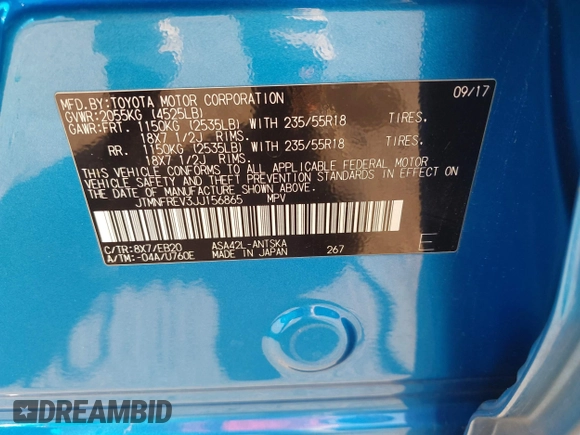 MFD.BY:TOYOTA MOTOR CORPORATION 09/17
GVWR:2055KG (4525LB)
GAWR:FRT. 1150KG (2535LB) WITH 235/55R18 TIRES.
18X7 1/2J RIMS.
RR. 1150KG (2535LB) WITH 235/55R18 TIRES.
18X7 1/2J RIMS.
THIS VEHICLE CONFORMS TO ALL APPLICABLE FEDERAL MOTOR
VEHICLE SAFETY AND THEFT PREVENTION STANDARDS IN EFFECT
ON THE DATE OF MANUFACTURE SHOWN ABOVE.
JTMNFREV3JJ156865 MPV
C/TR:8X7/EB20 ASA42L-ANTSKA E
A/TM:-04A/U760E MADE IN JAPAN 267
DREAMBID